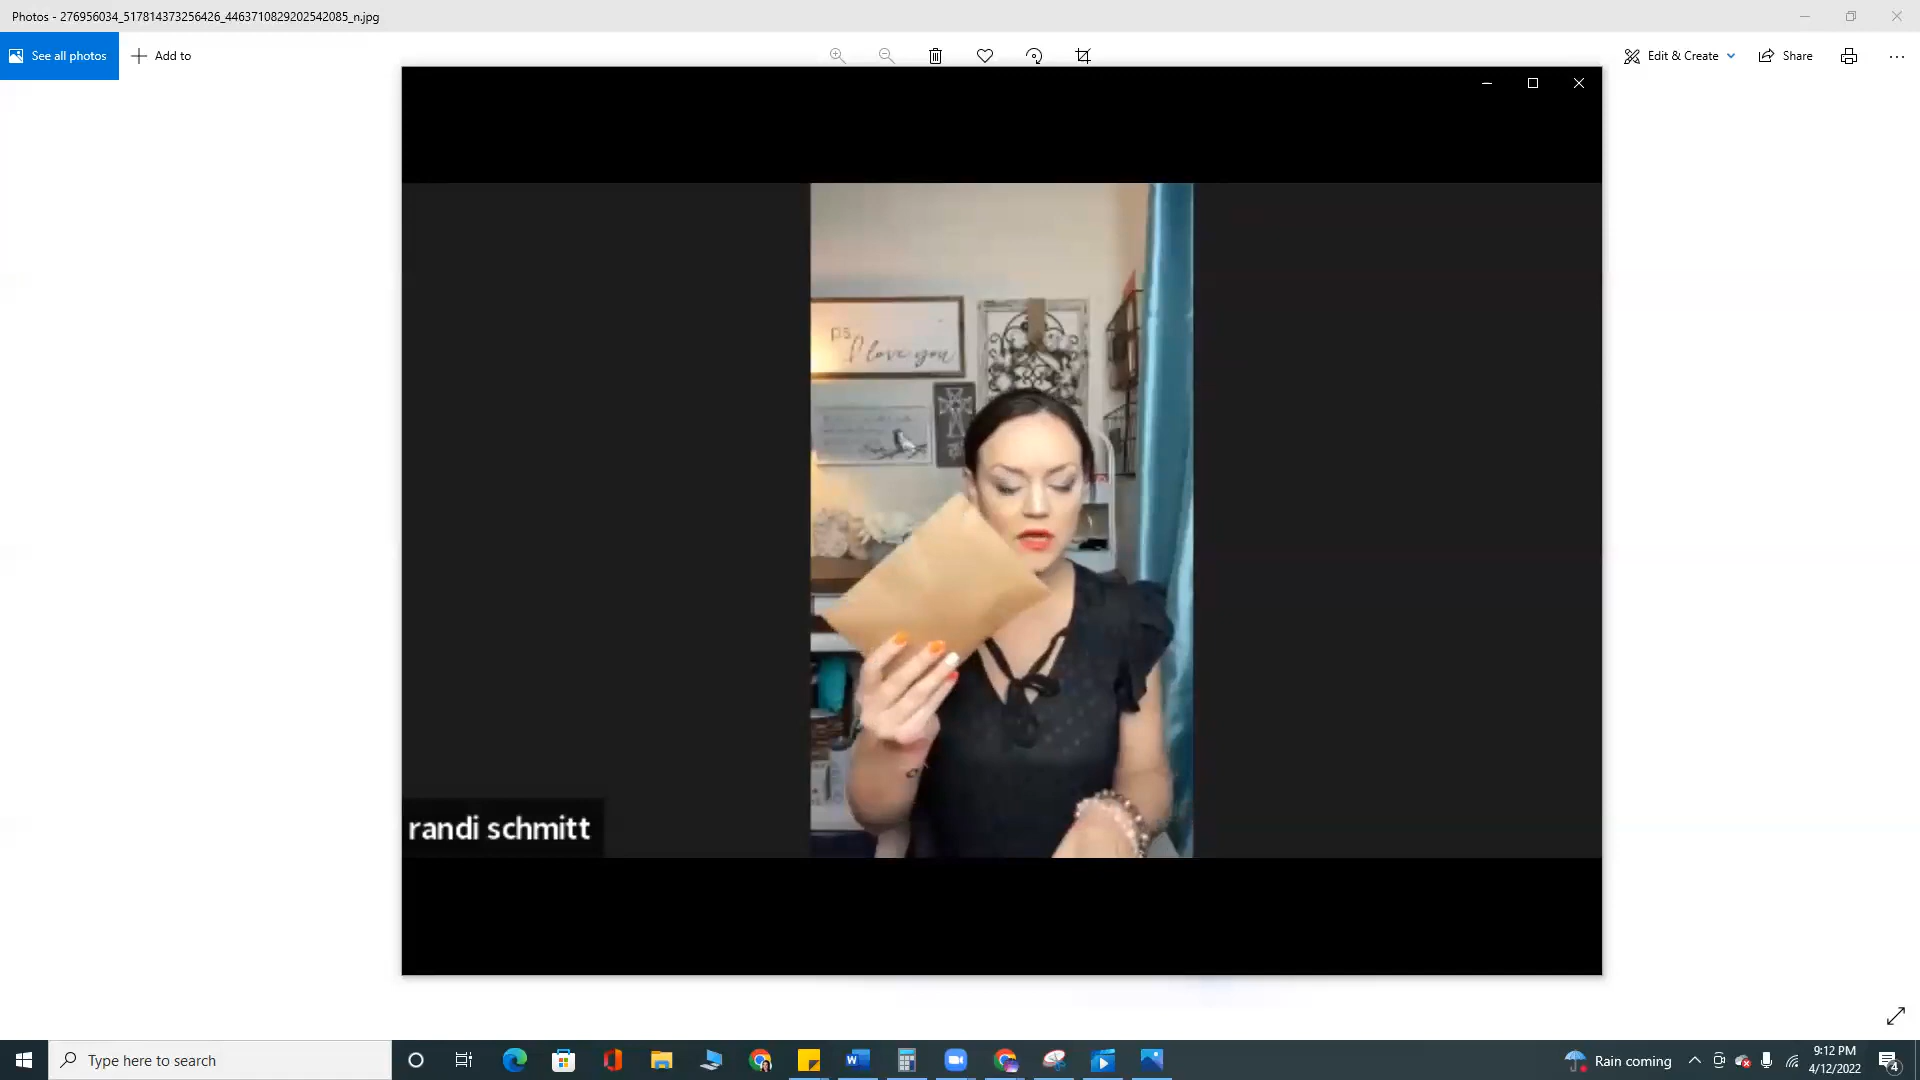 Photos - 276956034_517814373256426_4463710829202542085_n.jpg
See all photos
Add to
Edit & Create
Share
ps
I love you
randi schmitt
Type here to search
Rain coming
9:12 PM
4/12/2022
4